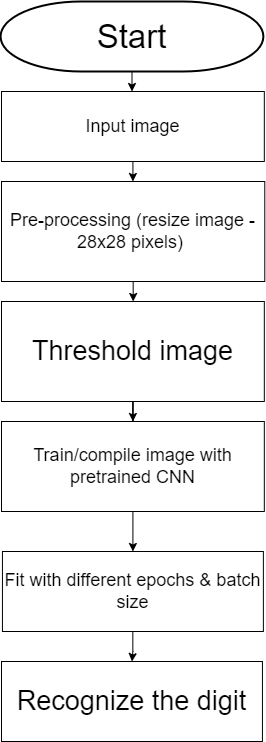 Start
Input image
Pre-processing (resize image -
28x28 pixels)
Threshold image
Train/compile image with
pretrained CNN
Fit with different epochs & batch
size
Recognize the digit